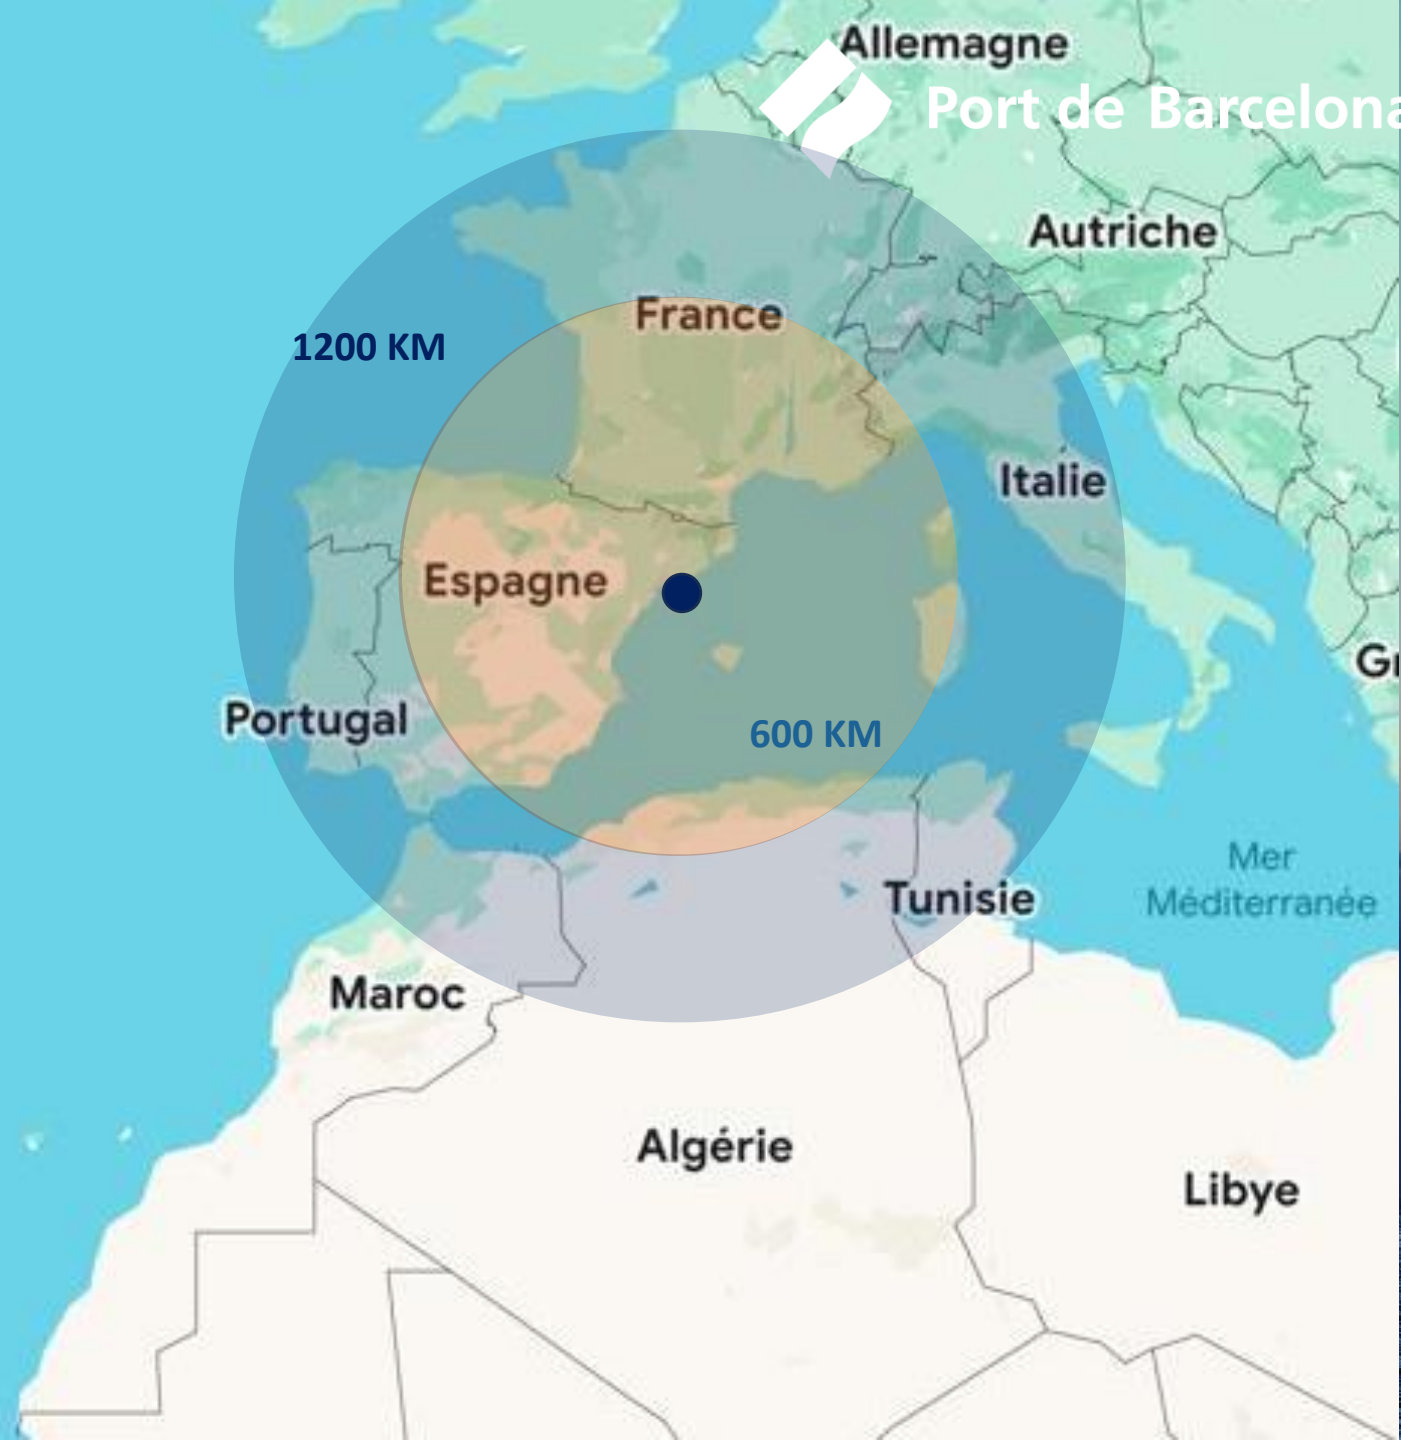 Allemagne
Port de Barcelona
Autriche
France
1200 KM
Italie
Espagne
Portugal
600 KM
Mer
Méditerranée
Tunisie
Maroc
Algérie
Libye